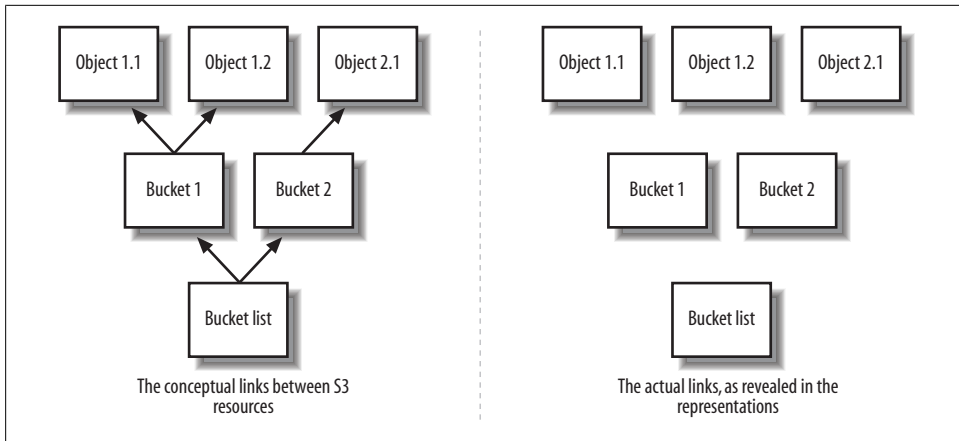 Object 1.1
Object 1.2
Object 2.1
Bucket 1
Bucket 2
Bucket list
The conceptual links between S3
resources
Object 1.1
Object 1.2
Object 2.1
Bucket 1
Bucket 2
Bucket list
The actual links, as revealed in the
representations